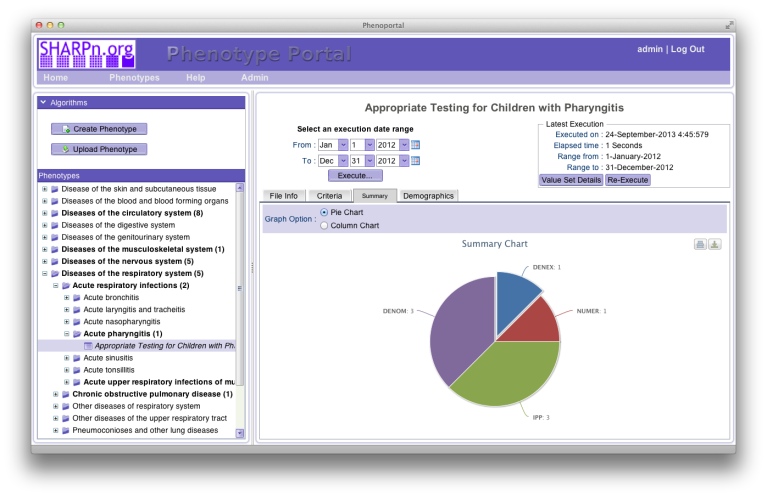 Phenoportal
SHARPn.org
Phenotype Portal
admin | Log Out
Home Phenotypes Help Admin
Algorithms
Create Phenotype
Upload Phenotype
Phenotypes
Disease of the skin and subcutaneous tissue
Diseases of the blood and blood forming organs
Diseases of the circulatory system (8)
Diseases of the digestive system
Diseases of the genitourinary system
Diseases of the musculoskeletal system (1)
Diseases of the nervous system (5)
Diseases of the respiratory system (5)
Acute respiratory infections (2)
Acute bronchitis
Acute laryngitis and tracheitis
Acute nasopharyngitis
Acute pharyngitis (1)
Appropriate Testing for Children with Pha
Acute sinusitis
Acute tonsillitis
Acute upper respiratory infections of mu
Chronic obstructive pulmonary disease (1)
Other diseases of respiratory system
Other diseases of the upper respiratory tract
Pneumoconioses and other lung diseases
Appropriate Testing for Children with Pharyngitis
Select an execution date range
From : Jan 1 2012
To : Dec 31 2012
Execute...
Latest Execution
Executed on : 24-September-2013 4:45:579
Elapsed time : 1 Seconds
Range from : 1-January-2012
Range to : 31-December-2012
Value Set Details Re-Execute
File Info Criteria Summary Demographics
Graph Option : Pie Chart
Column Chart
Summary Chart
DENEX: 1
DENOM: 3
NUMER: 1
IPP: 3